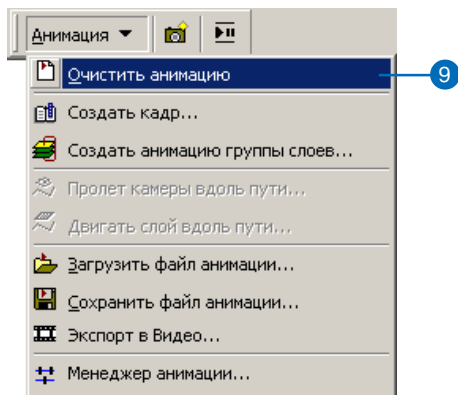 Анимация
Очистить анимацию
9
Создать кадр...
Создать анимацию группы слоев...
Пролет камеры вдоль пути...
Двигать слой вдоль пути...
Загрузить файл анимации...
Сохранить файл анимации...
Экспорт в Видео...
Менеджер анимации...